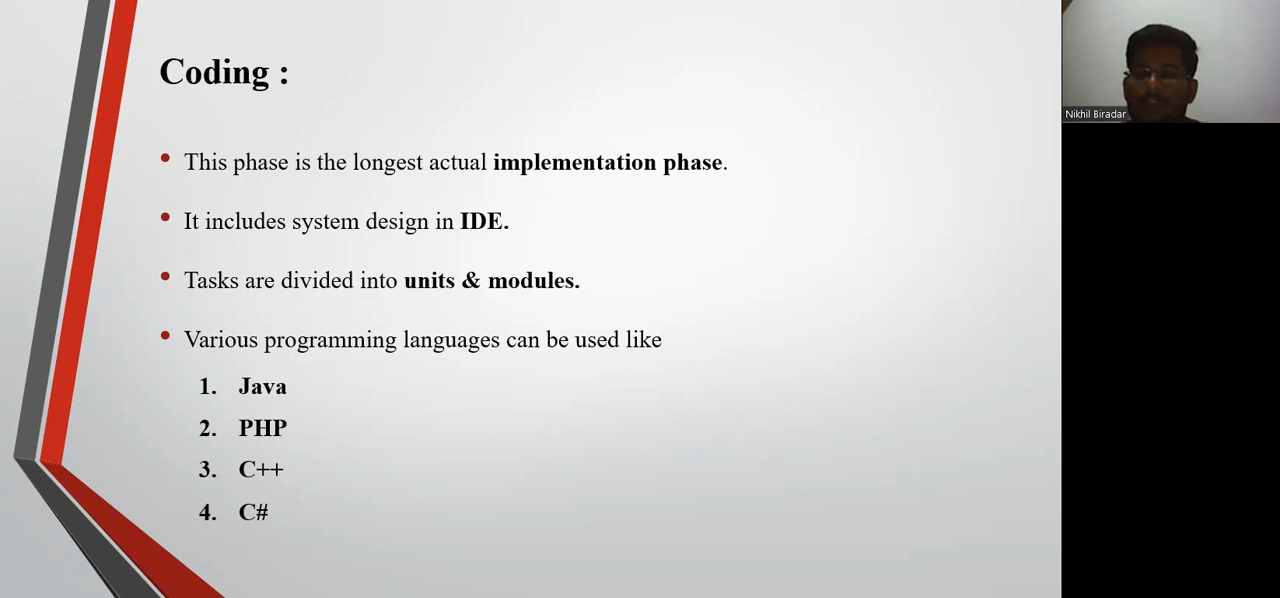 Coding :
• This phase is the longest actual implementation phase.
• It includes system design in IDE.
• Tasks are divided into units & modules.
• Various programming languages can be used like
1. Java
2. PHP
3. C++
4. C#
Nikhil Biradar